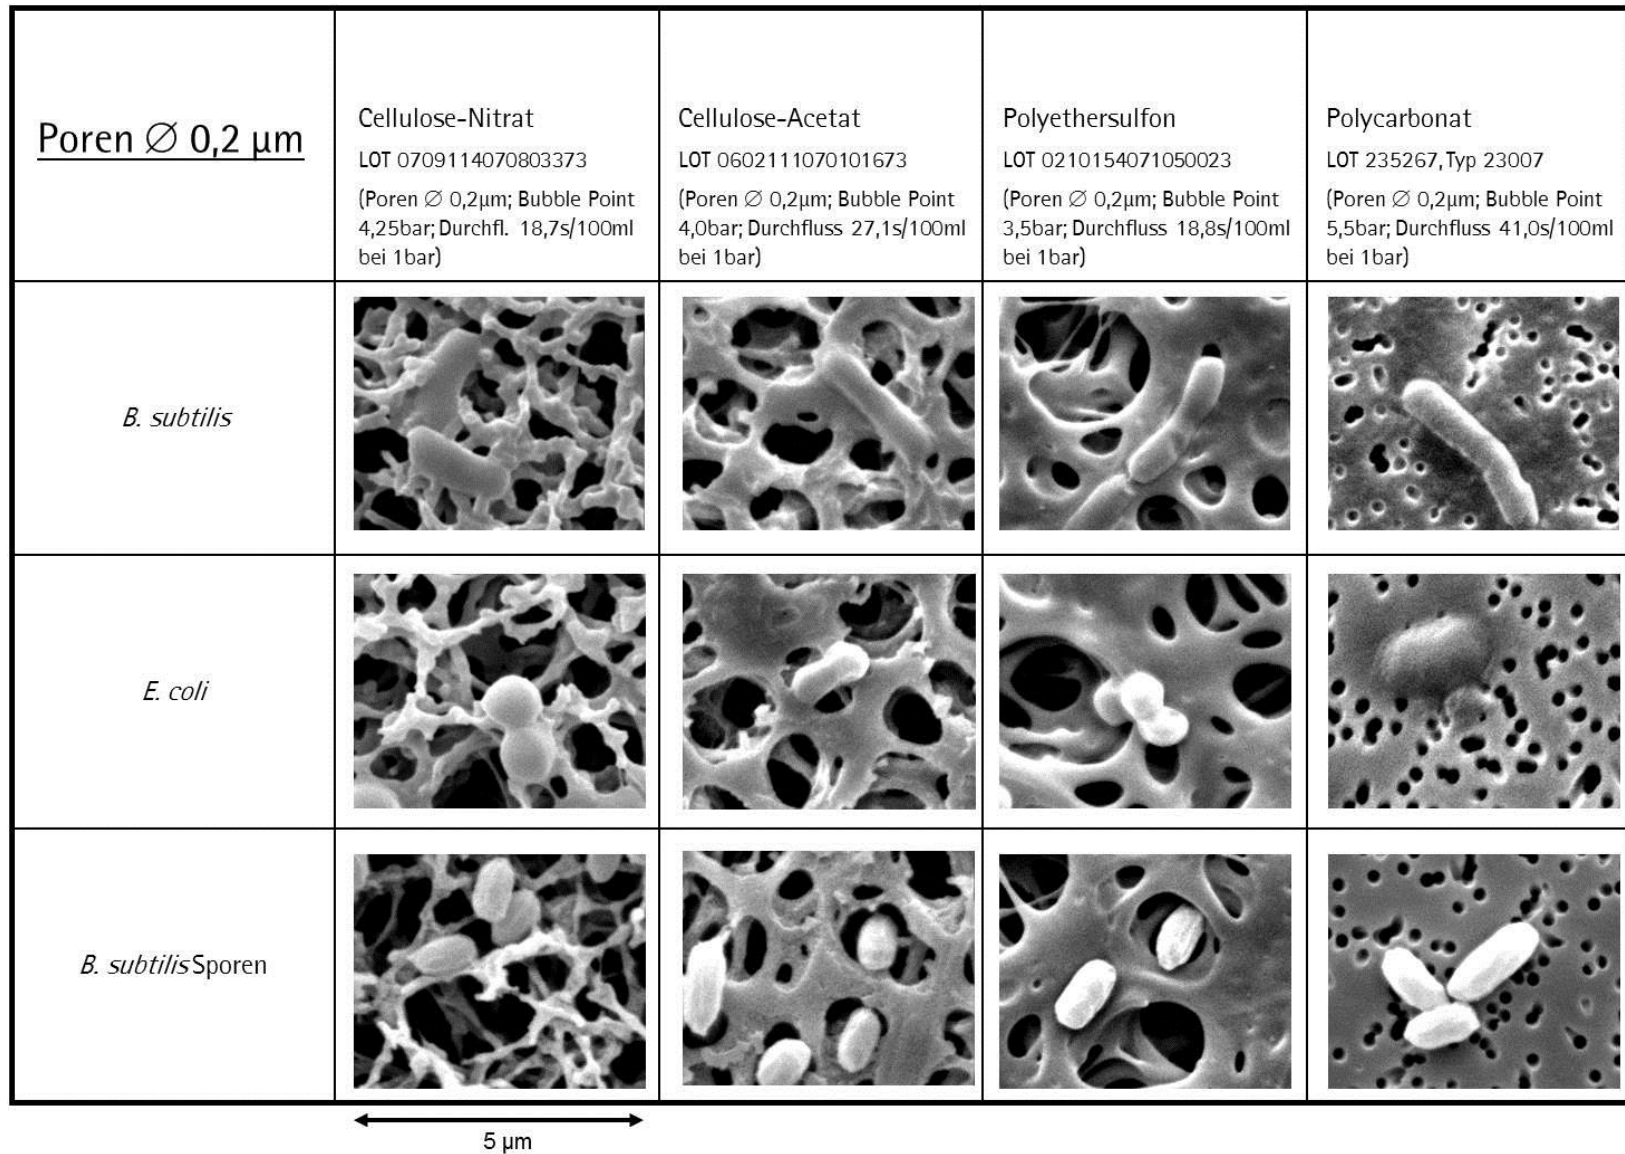 Poren ∅ 0,2 µm
Cellulose-Nitrat
LOT 0709114070803373
(Poren ∅ 0,2µm; Bubble Point
4,25bar; Durchfl. 18,7s/100ml
bei 1bar)
Cellulose-Acetat
LOT 0602111070101673
(Poren ∅ 0,2µm; Bubble Point
4,0bar; Durchfluss 27,1s/100ml
bei 1bar)
Polyethersulfon
LOT 0210154071050023
(Poren ∅ 0,2µm; Bubble Point
3,5bar; Durchfluss 18,8s/100ml
bei 1bar)
Polycarbonat
LOT 235267, Typ 23007
(Poren ∅ 0,2µm; Bubble Point
5,5bar; Durchfluss 41,0s/100ml
bei 1bar)
B. subtilis
E. coli
B. subtilis Sporen
5 µm